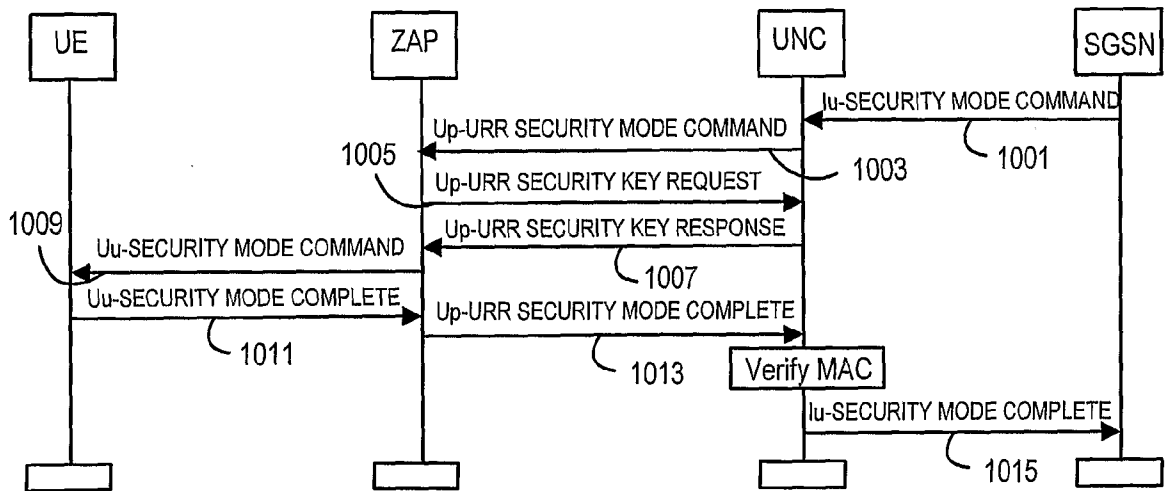 UE
ZAP
UNC
SGSN
Iu-SECURITY MODE COMMAND
1001
Up-URR SECURITY MODE COMMAND
1003
1005
Up-URR SECURITY KEY REQUEST
Up-URR SECURITY KEY RESPONSE
1007
1009
Uu-SECURITY MODE COMMAND
Uu-SECURITY MODE COMPLETE
1011
Up-URR SECURITY MODE COMPLETE
1013
Verify MAC
Iu-SECURITY MODE COMPLETE
1015